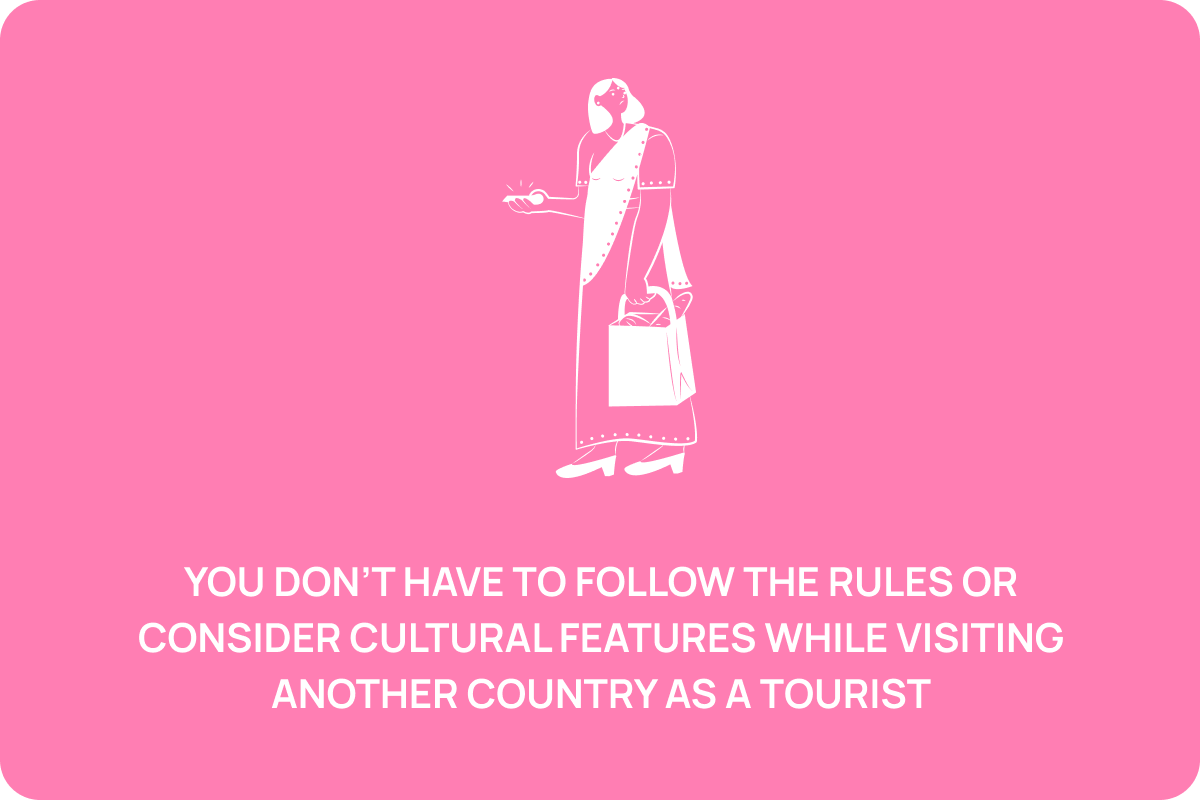 YOU DON’T HAVE TO FOLLOW THE RULES OR
CONSIDER CULTURAL FEATURES WHILE VISITING
ANOTHER COUNTRY AS A TOURIST